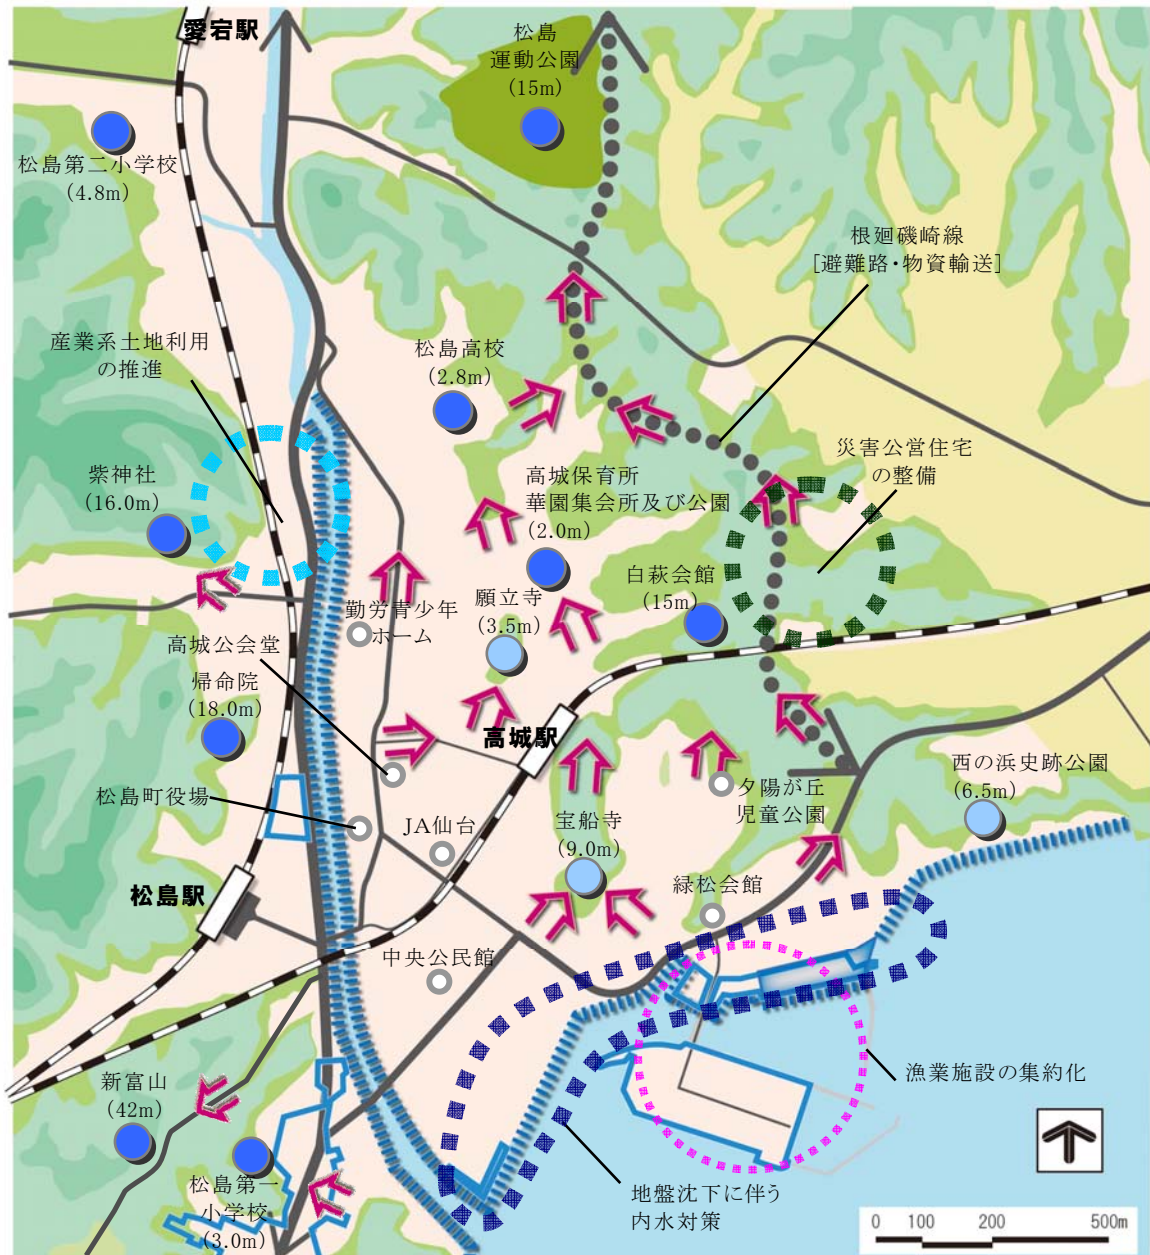 愛宕駅
松島
運動公園
(15m)
松島第二小学校
(4.8m)
根廻磯崎線
[避難路・物資輸送]
産業系土地利用
の推進
松島高校
(2.8m)
災害公営住宅
の整備
紫神社
(16.0m)
高城保育所
華園集会所及び公園
(2.0m)
白萩会館
(15m)
勤労青少年
ホーム
願立寺
(3.5m)
高城公会堂
帰命院
(18.0m)
高城駅
西の浜史跡公園
(6.5m)
夕陽が丘
児童公園
松島町役場
JA仙台
宝船寺
(9.0m)
松島駅
緑松会館
中央公民館
漁業施設の集約化
新富山
(42m)
松島第一
小学校
(3.0m)
地盤沈下に伴う
内水対策
0 100 200 500m